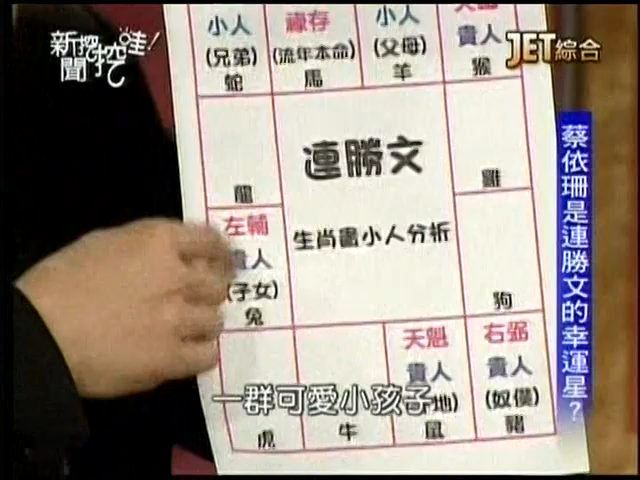 新聞挖挖哇!
JET綜合
小人
(兄弟)
蛇
祿存
(流年本命)
馬
小人
(父母)
羊
貴人
猴
龍
連勝文
生肖畫小人分析
雞
左輔
貴人
(子女)
兔
狗
虎
牛
天魁
貴人
地)
鼠
右弼
貴人
(奴僕)
豬
一群可愛小孩子
蔡依珊是連勝文的幸運星?